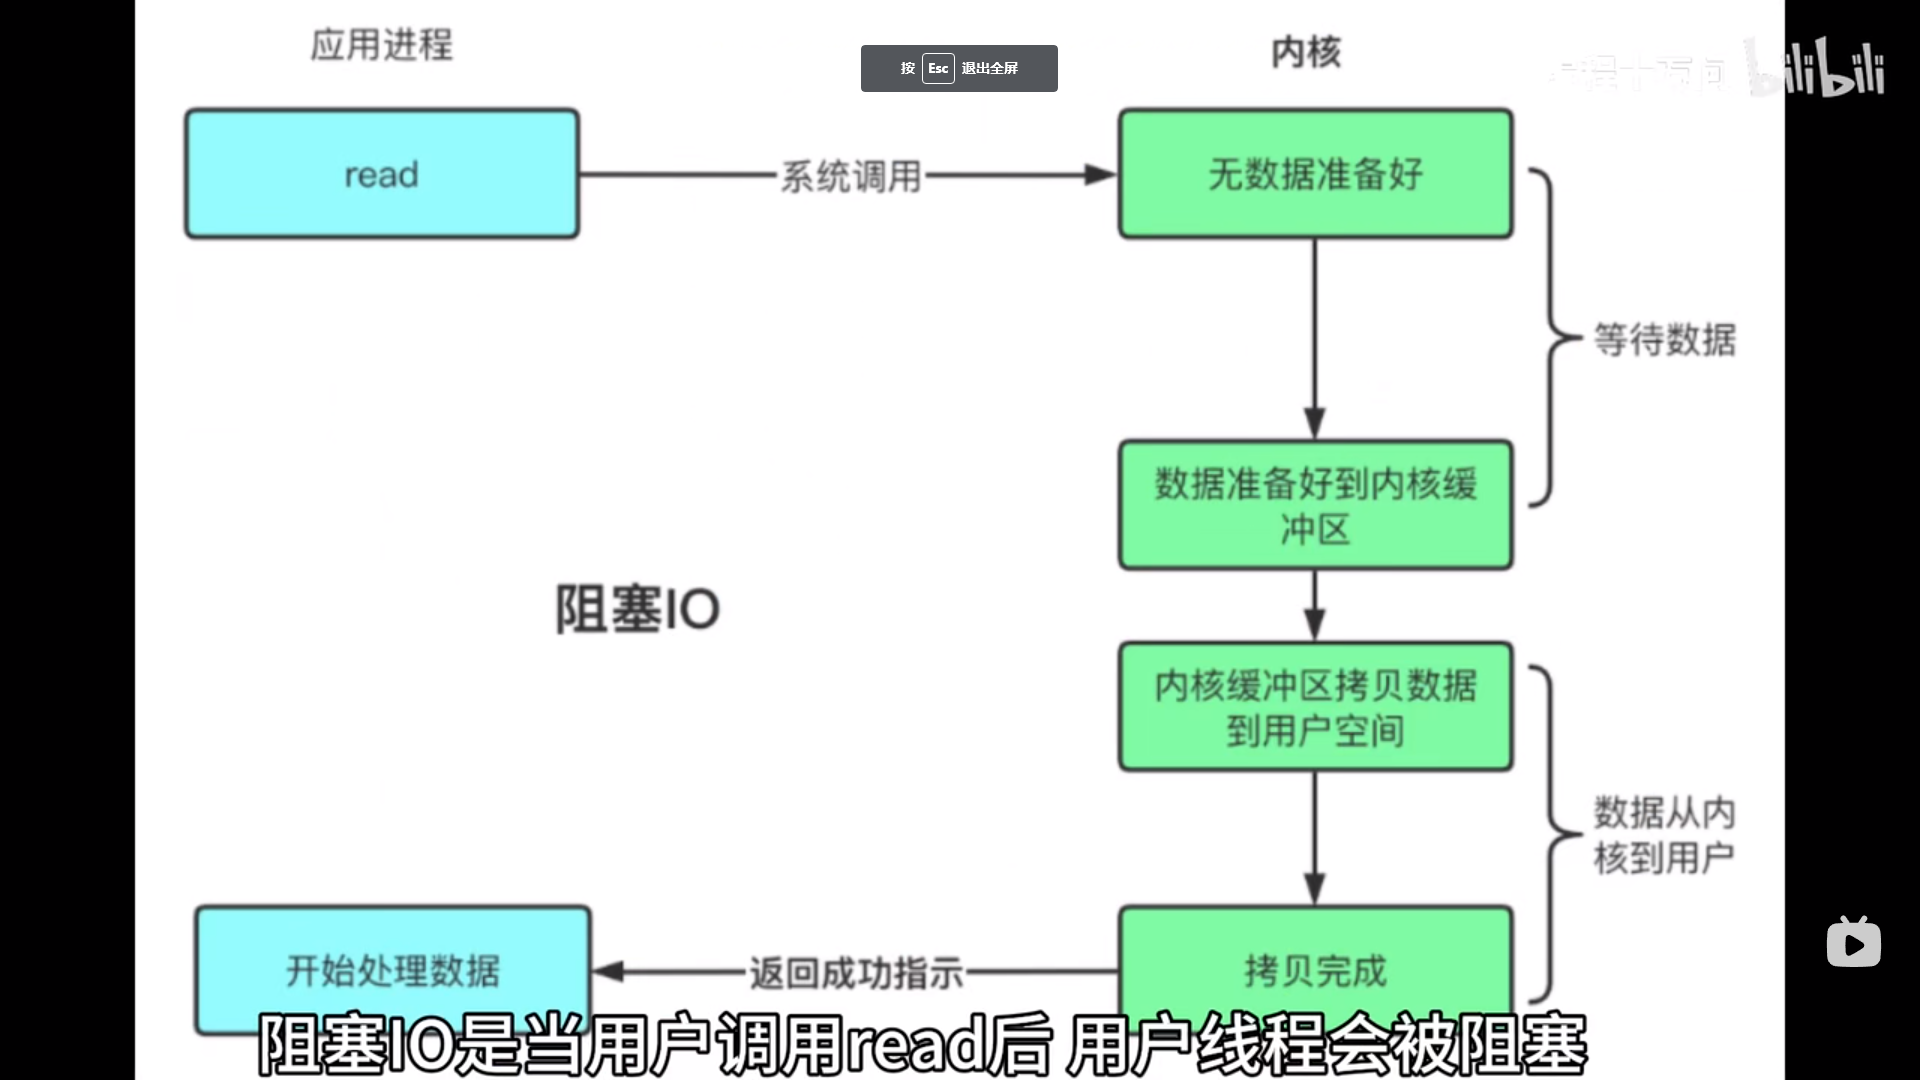 应用进程
内核
按 Esc 退出全屏
bilibili
read
系统调用
无数据准备好
等待数据
数据准备好到内核缓
冲区
阻塞IO
内核缓冲区拷贝数据
到用户空间
数据从内
核到用户
开始处理数据
返回成功指示
拷贝完成
阻塞IO是当用户调用read后 用户线程会被阻塞